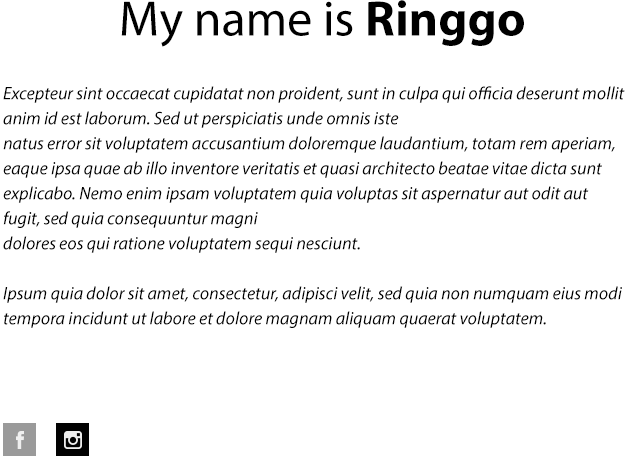 My name is Ringgo
Excepteur sint occaecat cupidatat non proident, sunt in culpa qui officia deserunt mollit
anim id est laborum. Sed ut perspiciatis unde omnis iste
natus error sit voluptatem accusantium doloremque laudantium, totam rem aperiam,
eaque ipsa quae ab illo inventore veritatis et quasi architecto beatae vitae dicta sunt
explicabo. Nemo enim ipsam voluptatem quia voluptas sit aspernatur aut odit aut
fugit, sed quia consequuntur magni
dolores eos qui ratione voluptatem sequi nesciunt.
Ipsum quia dolor sit amet, consectetur, adipisci velit, sed quia non numquam eius modi
tempora incidunt ut labore et dolore magnam aliquam quaerat voluptatem.
f